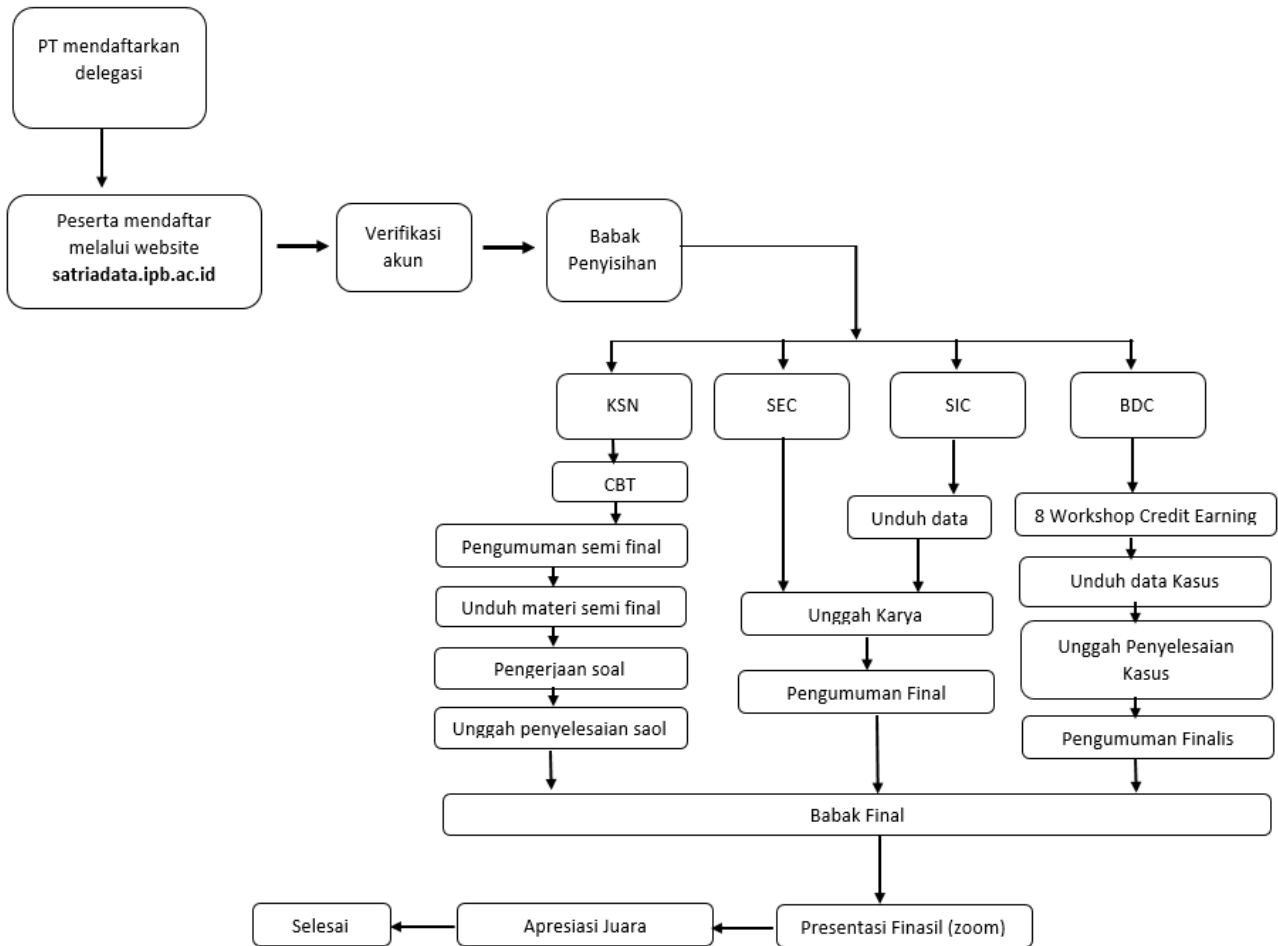 PT mendaftarkan
delegasi
Peserta mendaftar
melalui website
satriadata.ipb.ac.id
Verifikasi
akun
Babak
Penyisihan
KSN
SEC
SIC
BDC
CBT
Unduh data
8 Workshop Credit Earning
Pengumuman semi final
Unduh data Kasus
Unduh materi semi final
Unggah Karya
Unggah Penyelesaian
Kasus
Pengerjaan soal
Pengumuman Final
Unggah penyelesaian saol
Pengumuman Finalis
Babak Final
Selesai
Apresiasi Juara
Presentasi Finasil (zoom)